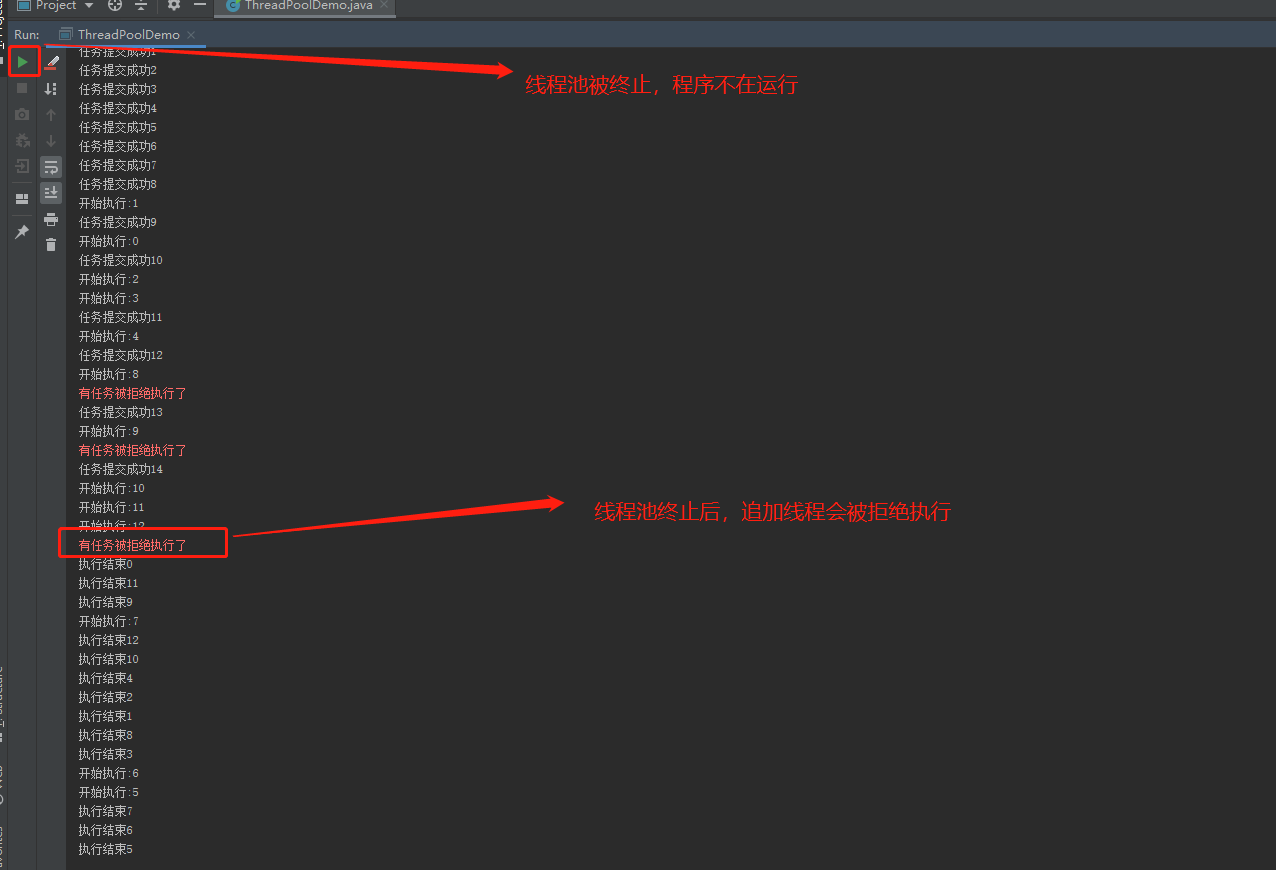 Project
ThreadPoolDemo.java
Run:
ThreadPoolDemo
任务提交成功1
任务提交成功2
线程池被终止，程序不在运行
任务提交成功3
任务提交成功4
任务提交成功5
任务提交成功6
任务提交成功7
任务提交成功8
开始执行:1
任务提交成功9
开始执行:0
任务提交成功10
开始执行:2
开始执行:3
任务提交成功11
开始执行:4
任务提交成功12
开始执行:8
有任务被拒绝执行了
任务提交成功13
开始执行:9
有任务被拒绝执行了
任务提交成功14
开始执行:10
开始执行:11
线程池终止后，追加线程会被拒绝执行
开始执行:12
有任务被拒绝执行了
执行结束0
执行结束11
执行结束9
开始执行:7
执行结束12
执行结束10
执行结束4
执行结束2
执行结束1
执行结束8
执行结束3
开始执行:6
开始执行:5
执行结束7
执行结束6
执行结束5